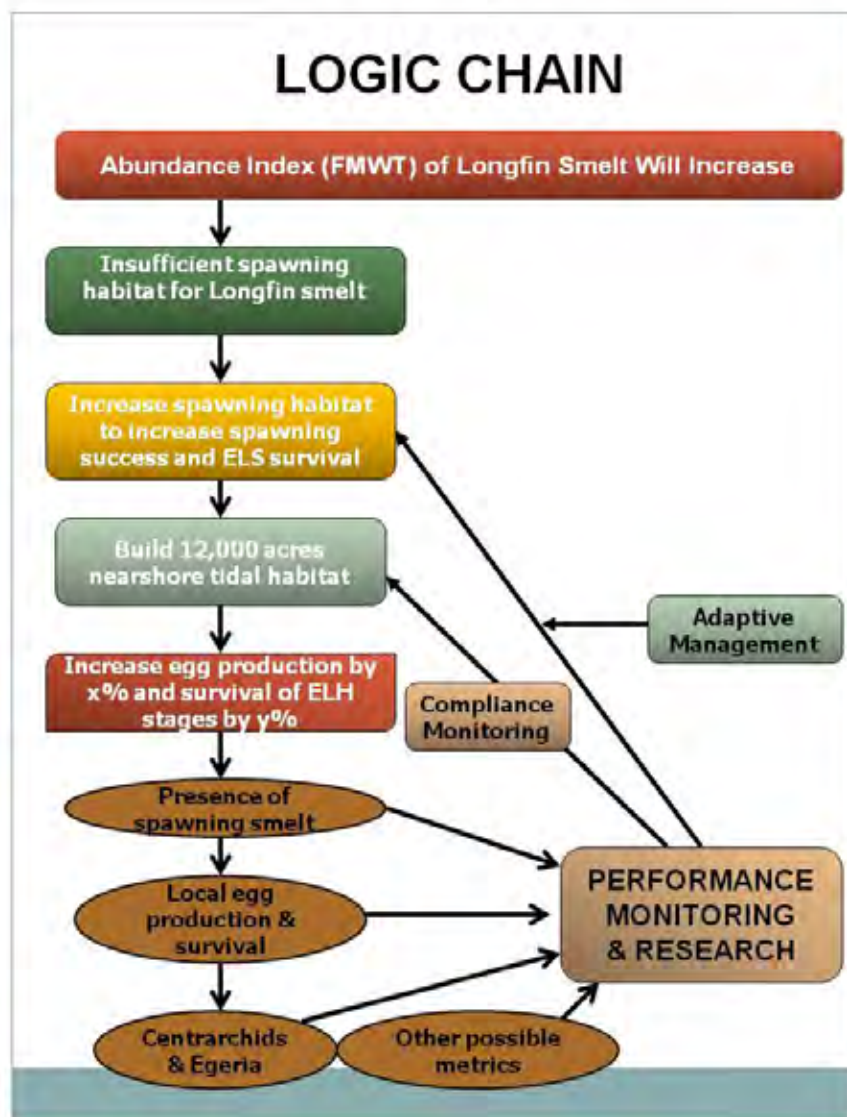 LOGIC CHAIN
Abundance Index (FMWT) of Longfin Smelt Will Increase
Insufficient spawning
habitat for Longfin smelt
Increase spawning habitat
to increase spawning
success and ELS survival
Build 12,000 acres
nearshore tidal habitat
Adaptive
Management
Increase egg production by
x% and survival of ELH
stages by y%
Compliance
Monitoring
Presence of
spawning smelt
Local egg
production &
survival
PERFORMANCE
MONITORING
& RESEARCH
Centrarchids
& Egeria
Other possible
metrics